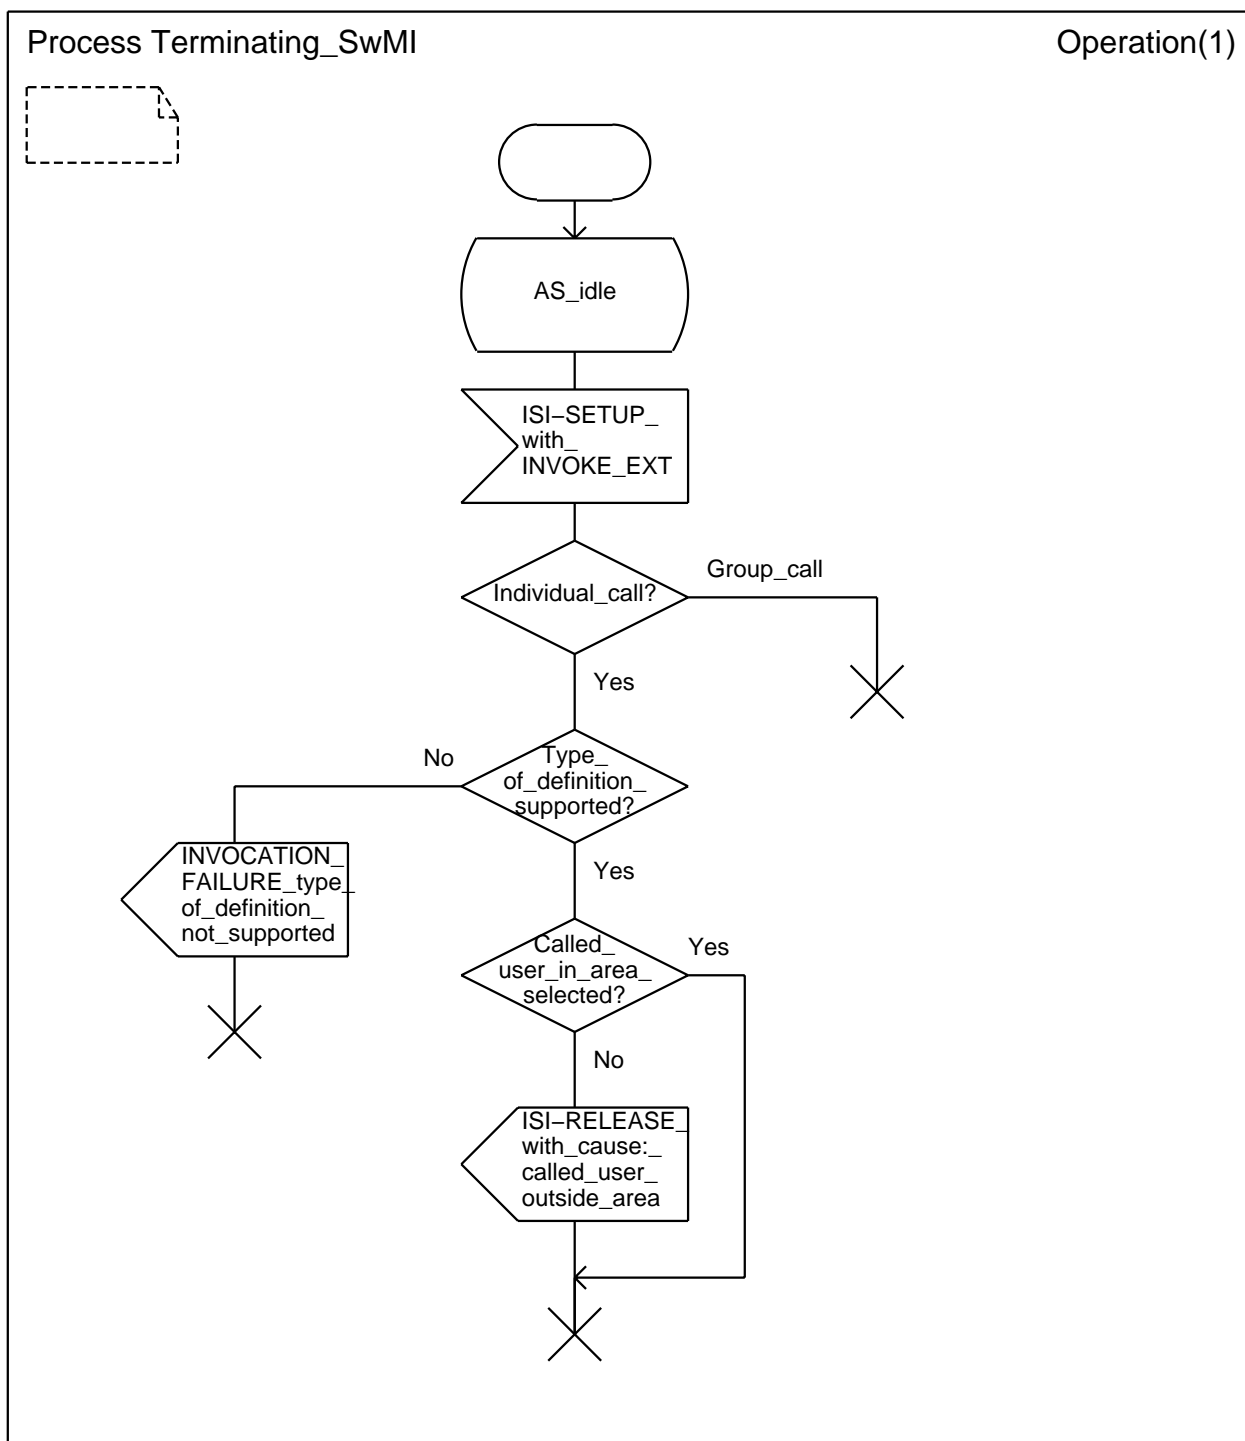 Process Terminating_SwMI
Operation(1)
AS_idle
ISI−SETUP_
with_
INVOKE_EXT
Individual_call?
Group_call
Yes
No
Type_
of_definition_
supported?
INVOCATION_
FAILURE_type_
of_definition_
not_supported
Yes
Called_
user_in_area_
selected?
Yes
No
ISI−RELEASE_
with_cause:_
called_user_
outside_area